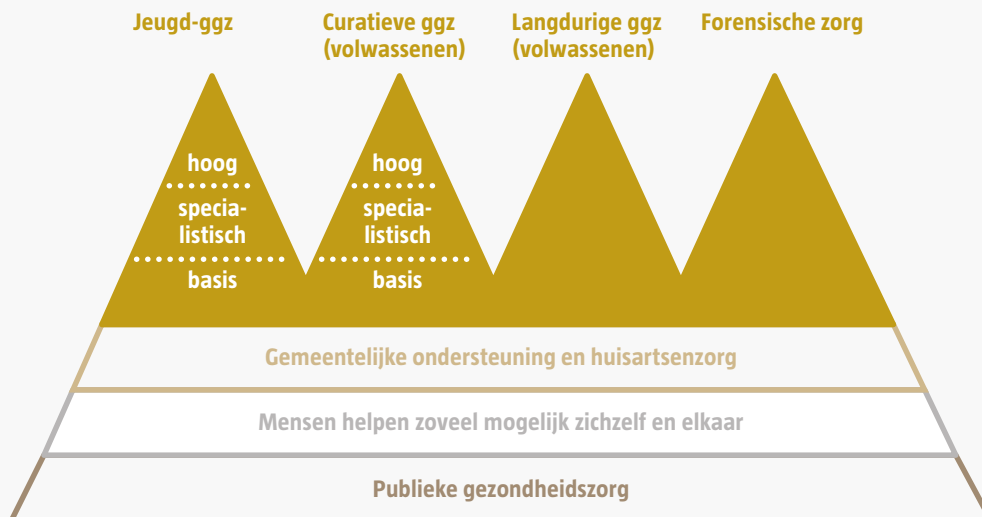 Jeugd-ggz
Curatieve ggz
(volwassenen)
Langdurige ggz
(volwassenen)
Forensische zorg
hoog
specia-
listisch
basis
hoog
specia-
listisch
basis
Gemeentelijke ondersteuning en huisartsenzorg
Mensen helpen zoveel mogelijk zichzelf en elkaar
Publieke gezondheidszorg